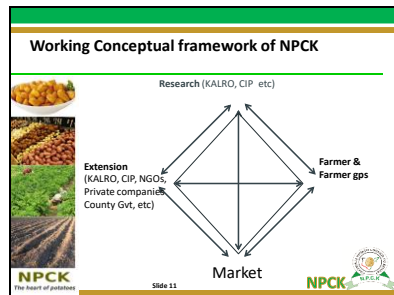 Working Conceptual framework of NPCK
Research (KALRO, CIP etc)
Extension
(KALRO, CIP, NGOs,
Private companies
County Gvt, etc)
Farmer &
Farmer gps
Market
NPCK
The heart of potatoes
Slide 11
NPCK
N.P.C.K